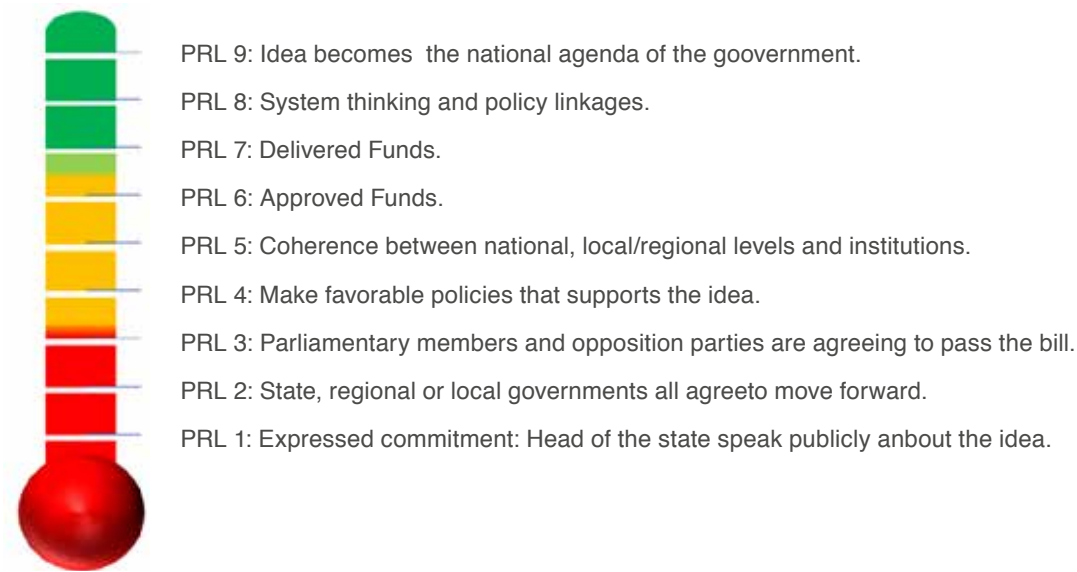 PRL 9: Idea becomes the national agenda of the goovernment.
PRL 8: System thinking and policy linkages.
PRL 7: Delivered Funds.
PRL 6: Approved Funds.
PRL 5: Coherence between national, local/regional levels and institutions.
PRL 4: Make favorable policies that supports the idea.
PRL 3: Parliamentary members and opposition parties are agreeing to pass the bill.
PRL 2: State, regional or local governments all agreeto move forward.
PRL 1: Expressed commitment: Head of the state speak publicly anbout the idea.